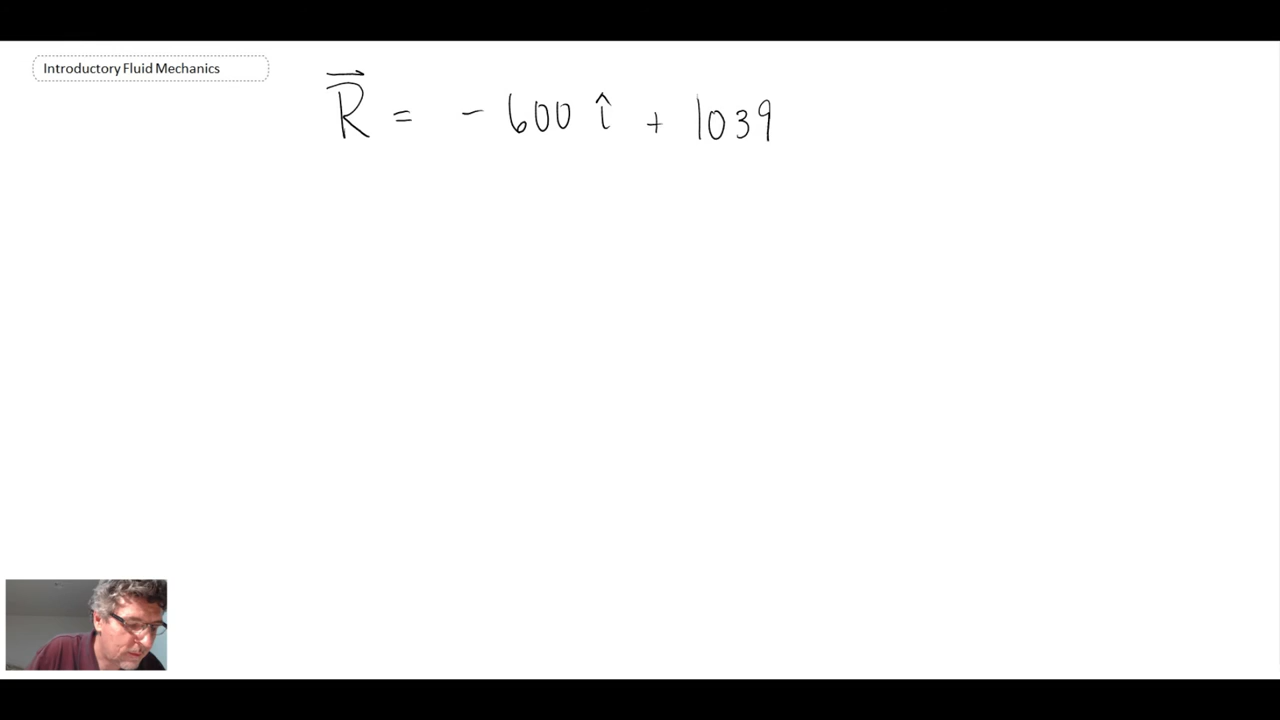 Introductory Fluid Mechanics
R⃗ = - 600 î + 1039